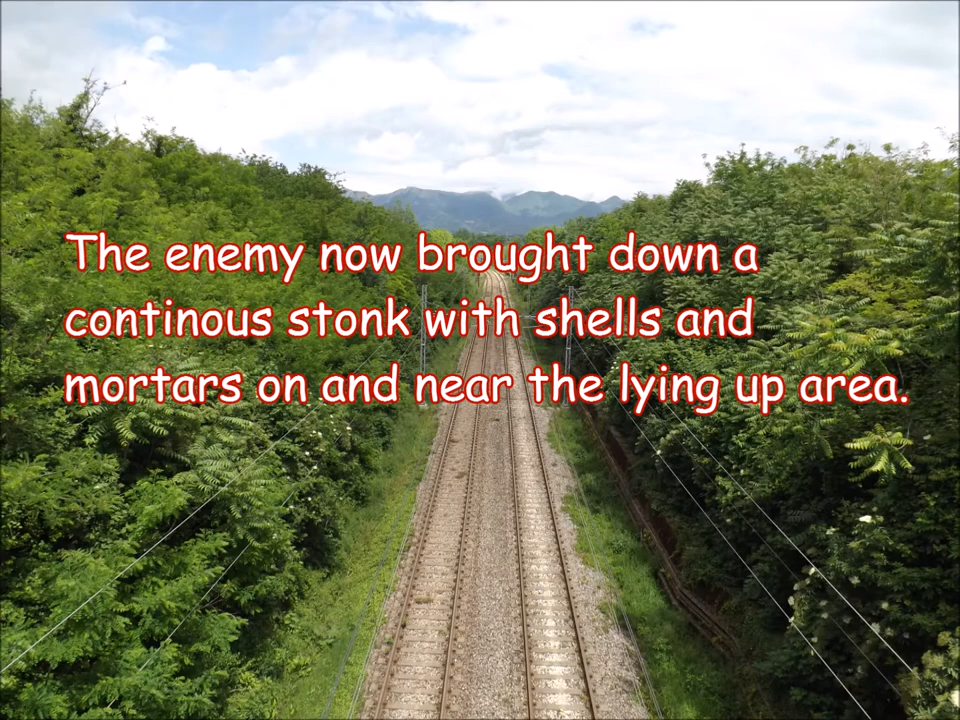 The enemy now brought down a
continous stonk with shells and
mortars on and near the lying up area.